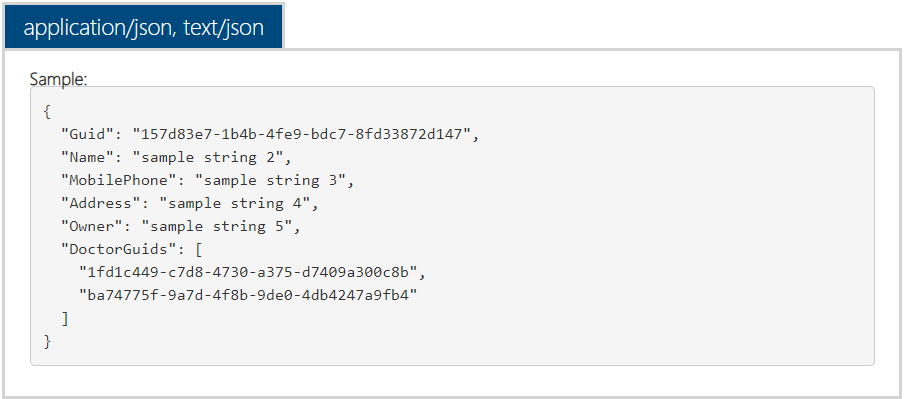 application/json, text/json
Sample:
{
  "Guid": "157d83e7-1b4b-4fe9-bdc7-8fd33872d147",
  "Name": "sample string 2",
  "MobilePhone": "sample string 3",
  "Address": "sample string 4",
  "Owner": "sample string 5",
  "DoctorGuids": [
    "1fd1c449-c7d8-4730-a375-d7409a300c8b",
    "ba74775f-9a7d-4f8b-9de0-4db4247a9fb4"
  ]
}